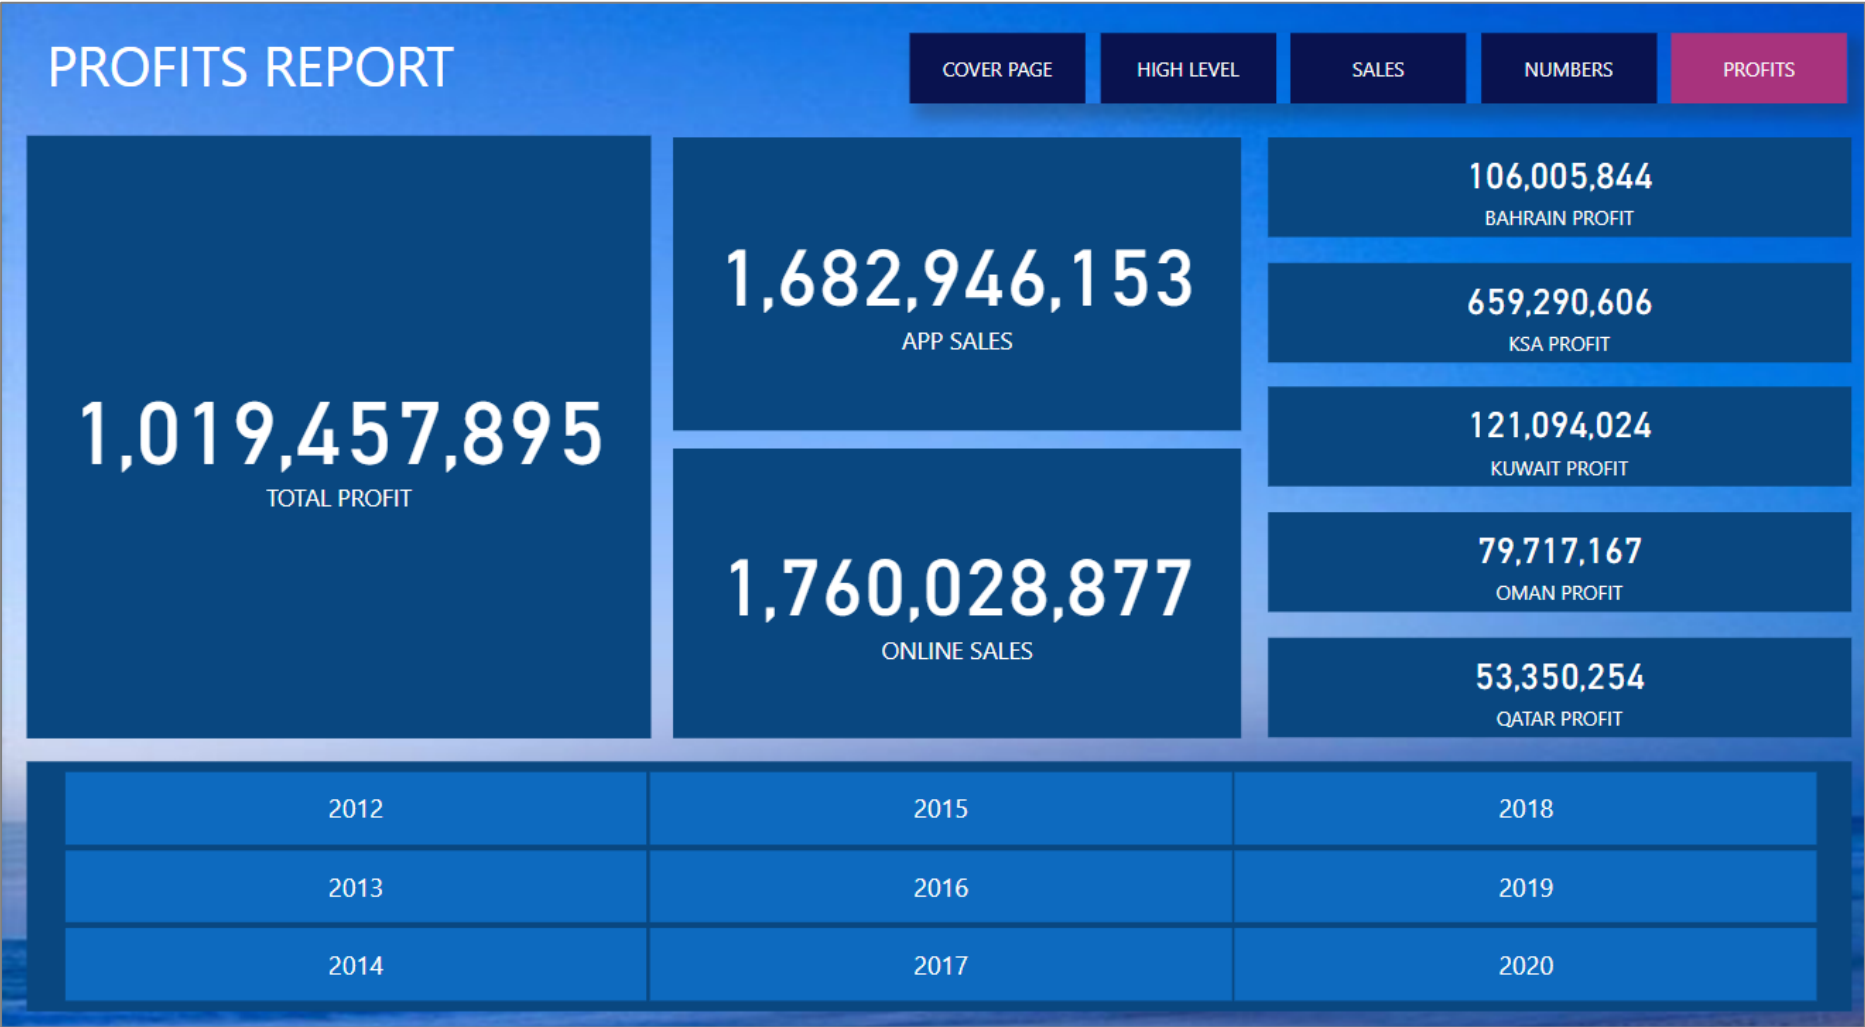 PROFITS REPORT
COVER PAGE
HIGH LEVEL
SALES
NUMBERS
PROFITS
1,019,457,895
TOTAL PROFIT
1,682,946,153
APP SALES
1,760,028,877
ONLINE SALES
106,005,844
BAHRAIN PROFIT
659,290,606
KSA PROFIT
121,094,024
KUWAIT PROFIT
79,717,167
OMAN PROFIT
53,350,254
QATAR PROFIT
2012
2015
2018
2013
2016
2019
2014
2017
2020